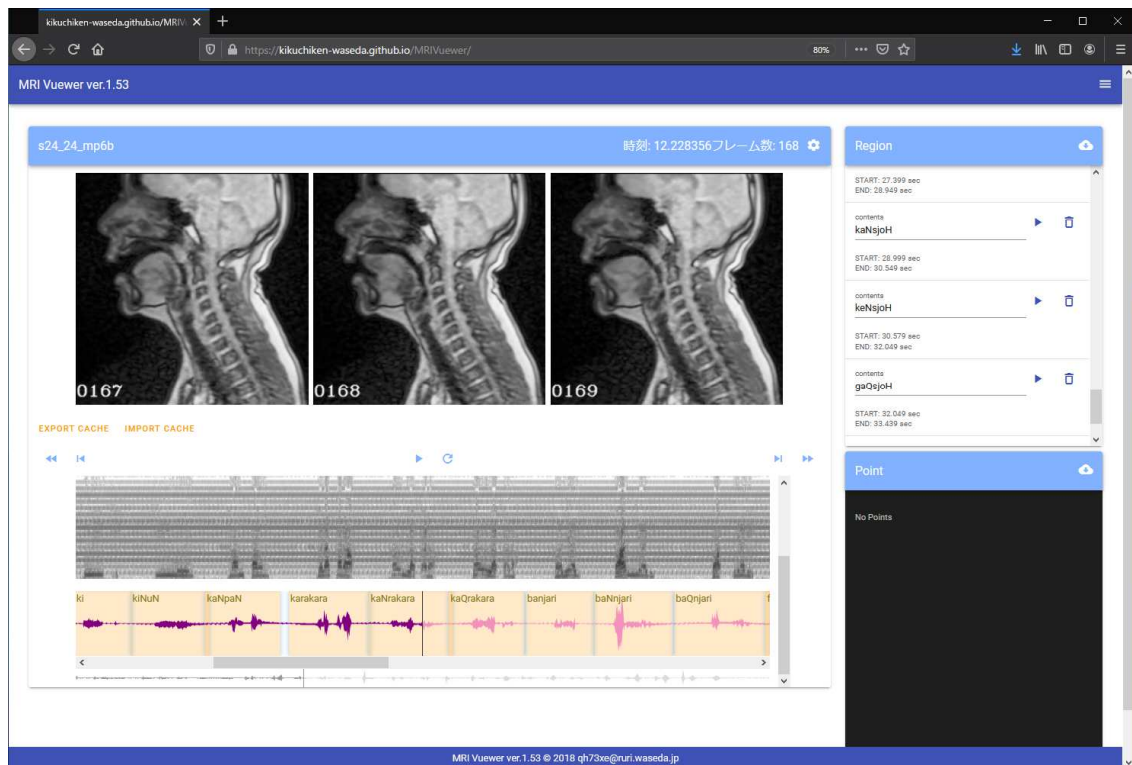 kikuchiken-waseda.github.io/MRIV
https://kikuchiken-waseda.github.io/MRIVuewer/
80%
MRI Vuewer ver.1.53
s24_24_mp6b
時刻: 12.228356フレーム数: 168
0167
0168
0169
EXPORT CACHE IMPORT CACHE
ki kiNuN kaNpaN karakara kaNrakara kaQrakara banjari baNnjari baQnjari f
Region
START: 27.399 sec
END: 28.949 sec
contents
kaNsjoH
START: 28.999 sec
END: 30.549 sec
contents
keNsjoH
START: 30.579 sec
END: 32.049 sec
contents
gaQsjoH
START: 32.049 sec
END: 33.439 sec
Point
No Points
MRI Vuewer ver.1.53 © 2018 qh73xe@ruri.waseda.jp